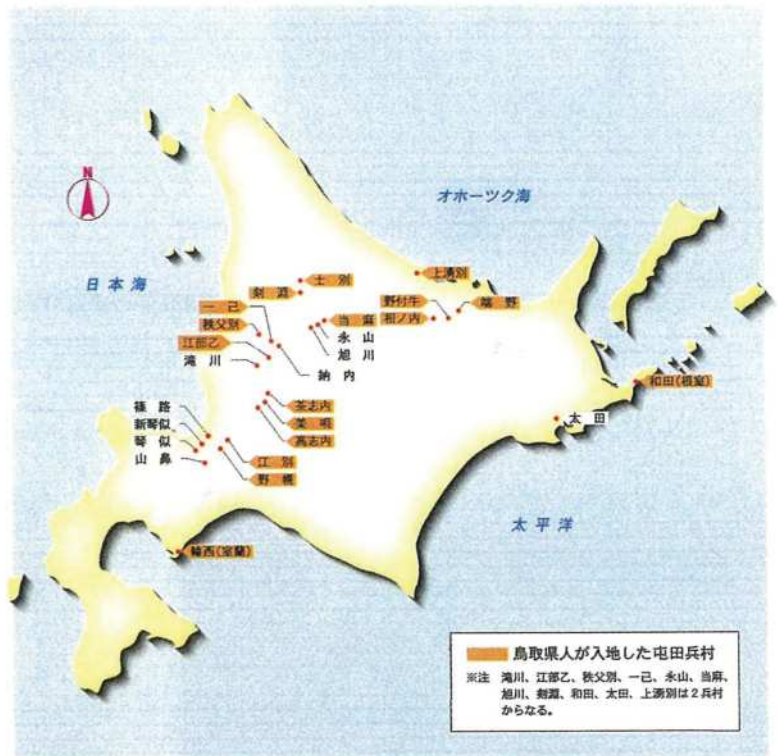 N
オホーツク海
日本海
士別
剣淵
上湧別
一已
秩父別
江部乙
滝川
当麻
永山
旭川
納内
野付牛
相ノ内
端野
和田(根室)
太田
茶志内
美唄
高志内
篠路
新琴似
琴似
山鼻
江別
野幌
太平洋
輪西(室蘭)
鳥取県人が入地した屯田兵村
※注 滝川、江部乙、秩父別、一已、永山、当麻、
旭川、剣淵、和田、太田、上湧別は2兵村
からなる。